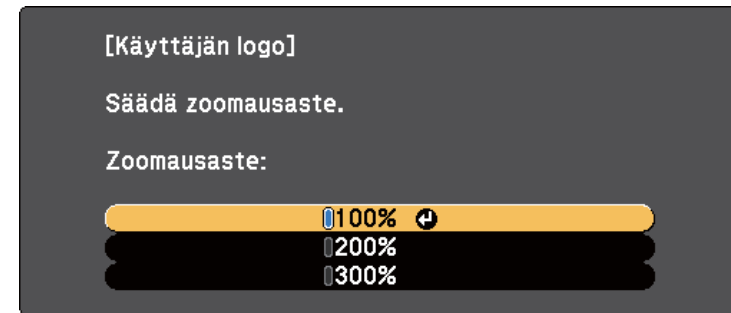 [Käyttäjän logo]
Säädä zoomausaste.
Zoomausaste:
100%
200%
300%